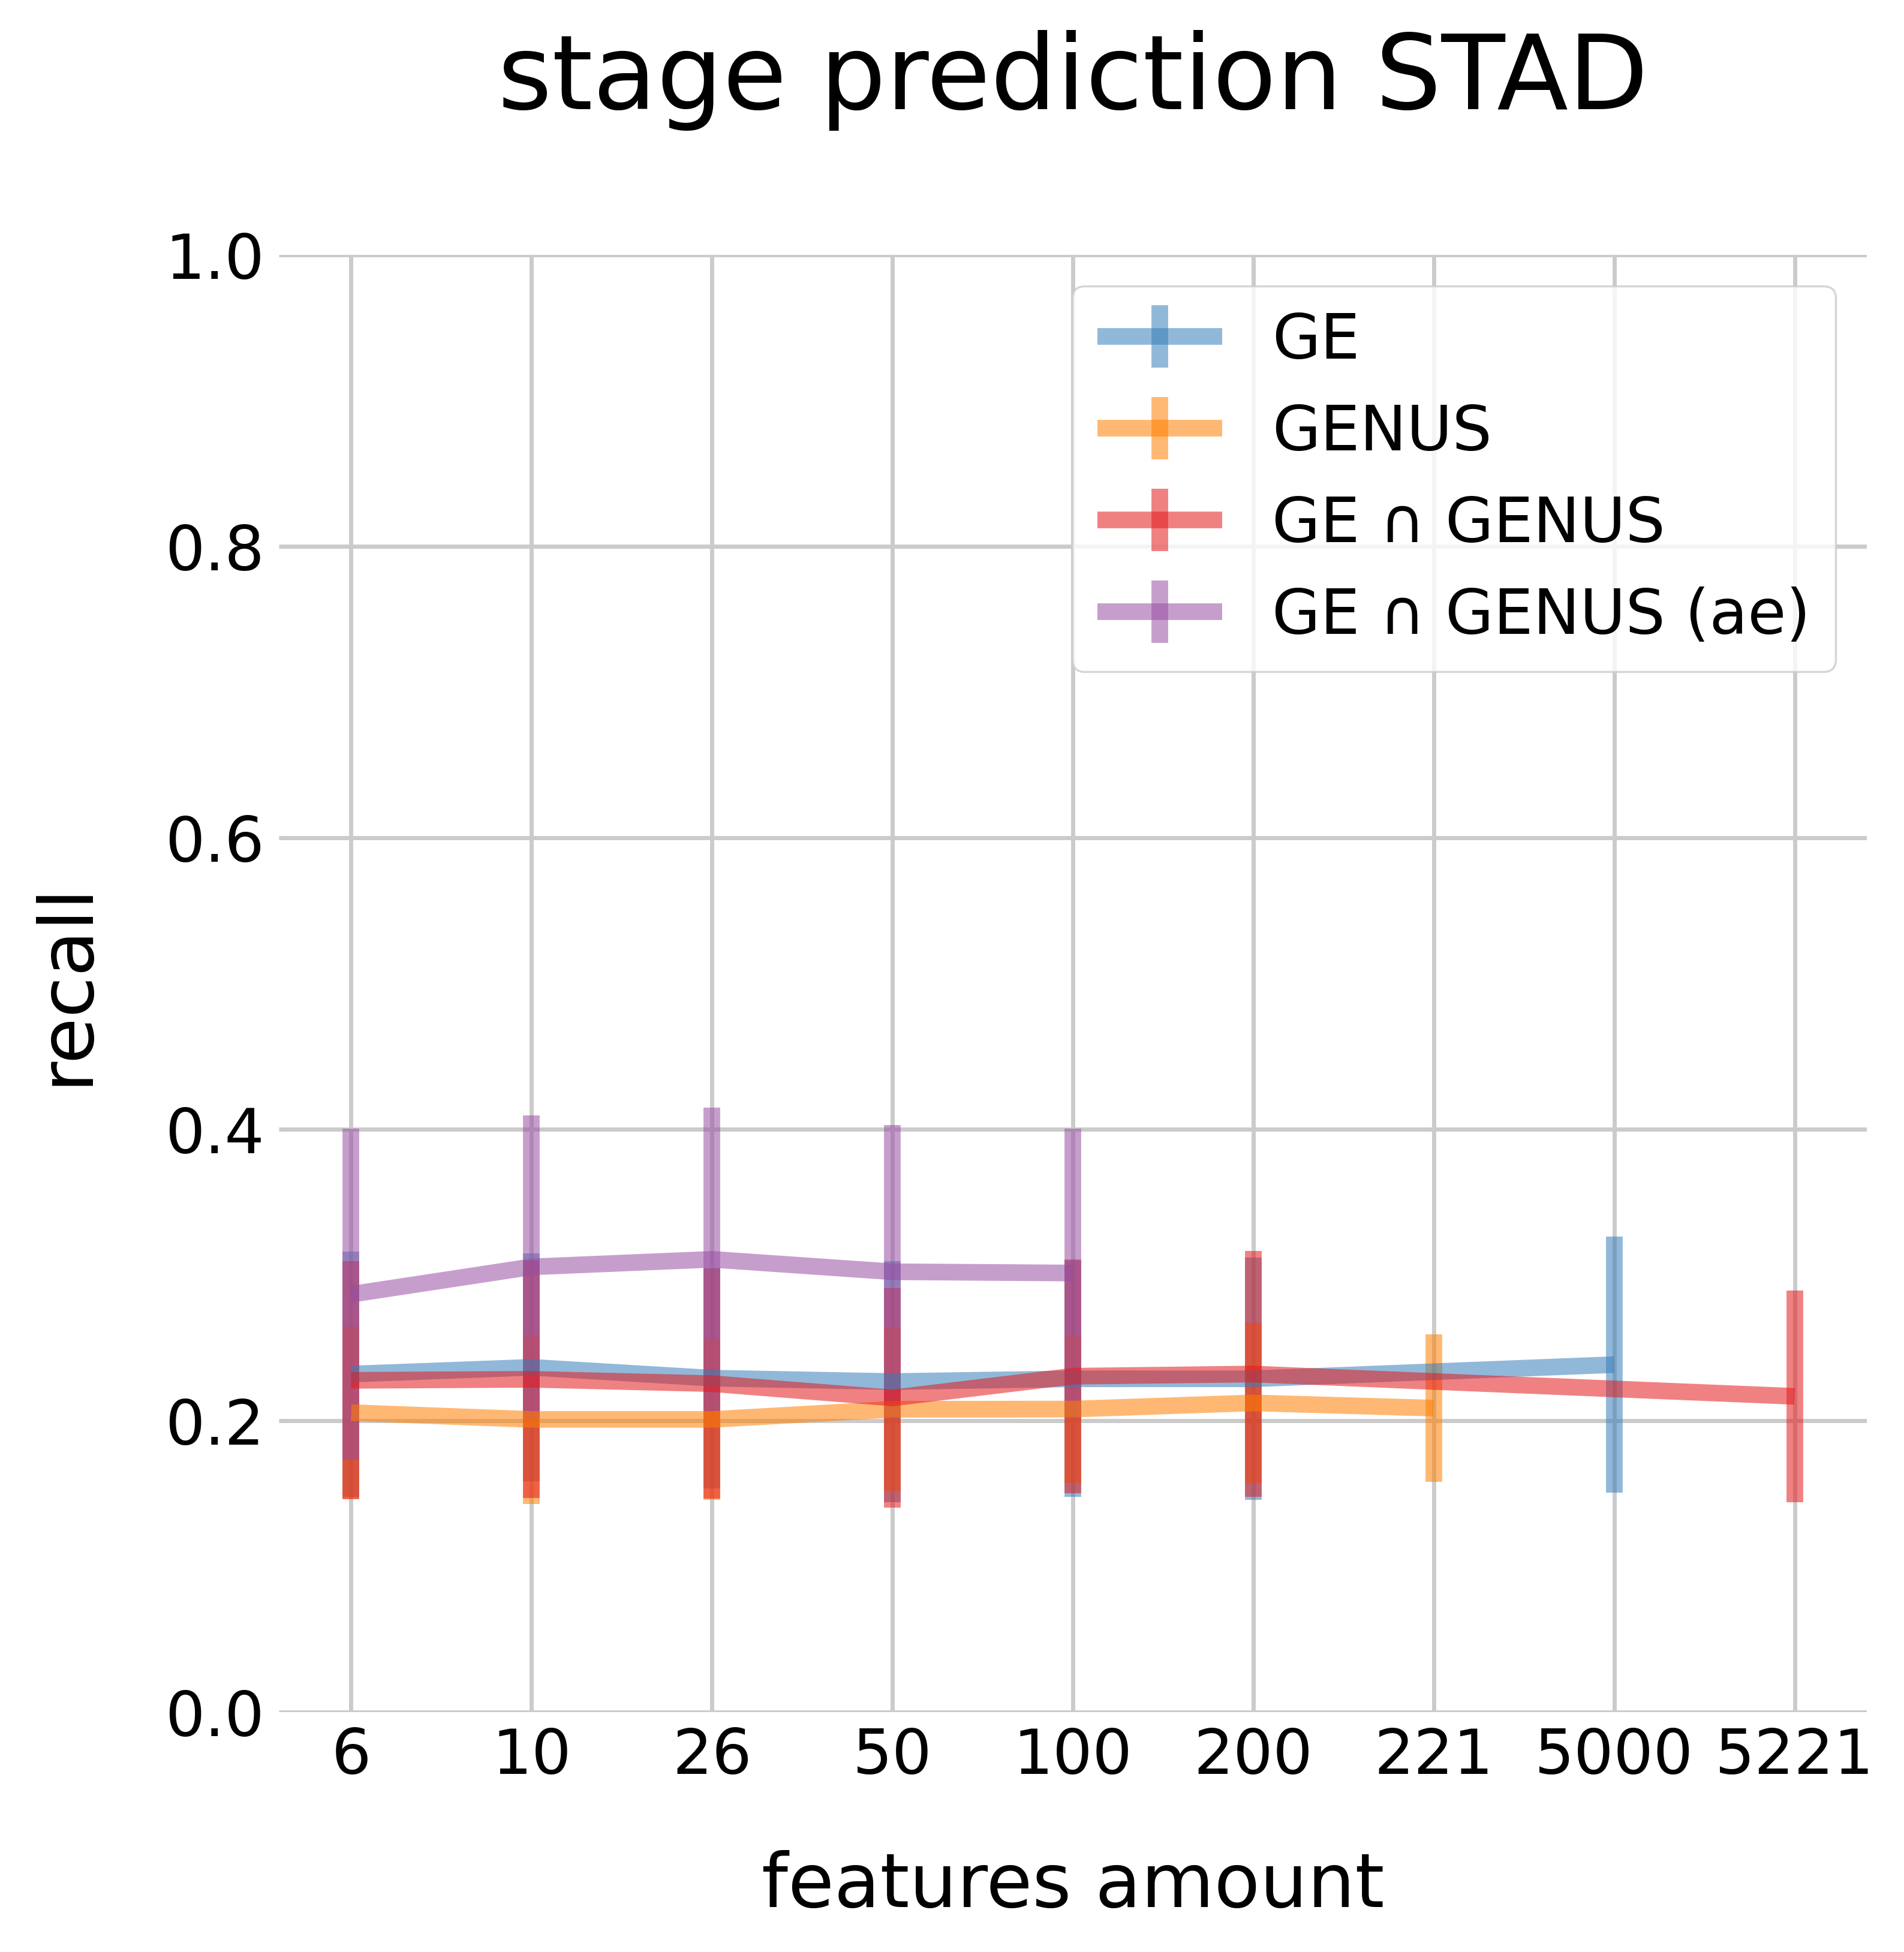 stage prediction STAD
1.0
0.8
0.6
0.4
0.2
0.0
recall
GE
GENUS
GE ∩ GENUS
GE ∩ GENUS (ae)
6 10 26 50 100 200 221 5000 5221
features amount